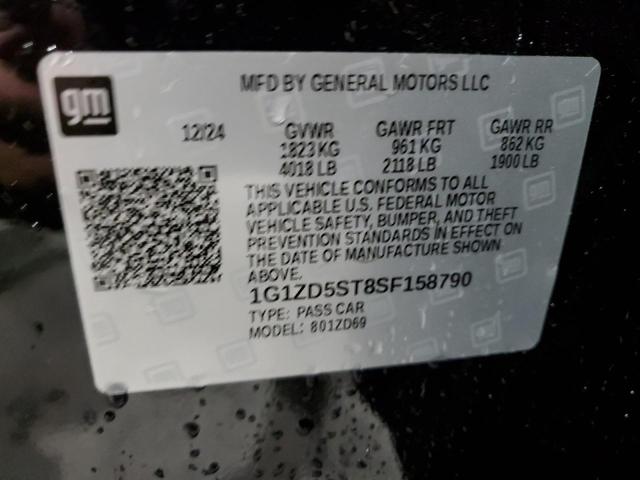 gm
MFD BY GENERAL MOTORS LLC
12/24 GVWR GAWR FRT GAWR RR
1823 KG 961 KG 862 KG
4018 LB 2118 LB 1900 LB
THIS VEHICLE CONFORMS TO ALL
APPLICABLE U.S. FEDERAL MOTOR
VEHICLE SAFETY, BUMPER, AND THEFT
PREVENTION STANDARDS IN EFFECT ON
THE DATE OF MANUFACTURE SHOWN
ABOVE.
1G1ZD5ST8SF158790
TYPE: PASS CAR
MODEL: 801ZD69